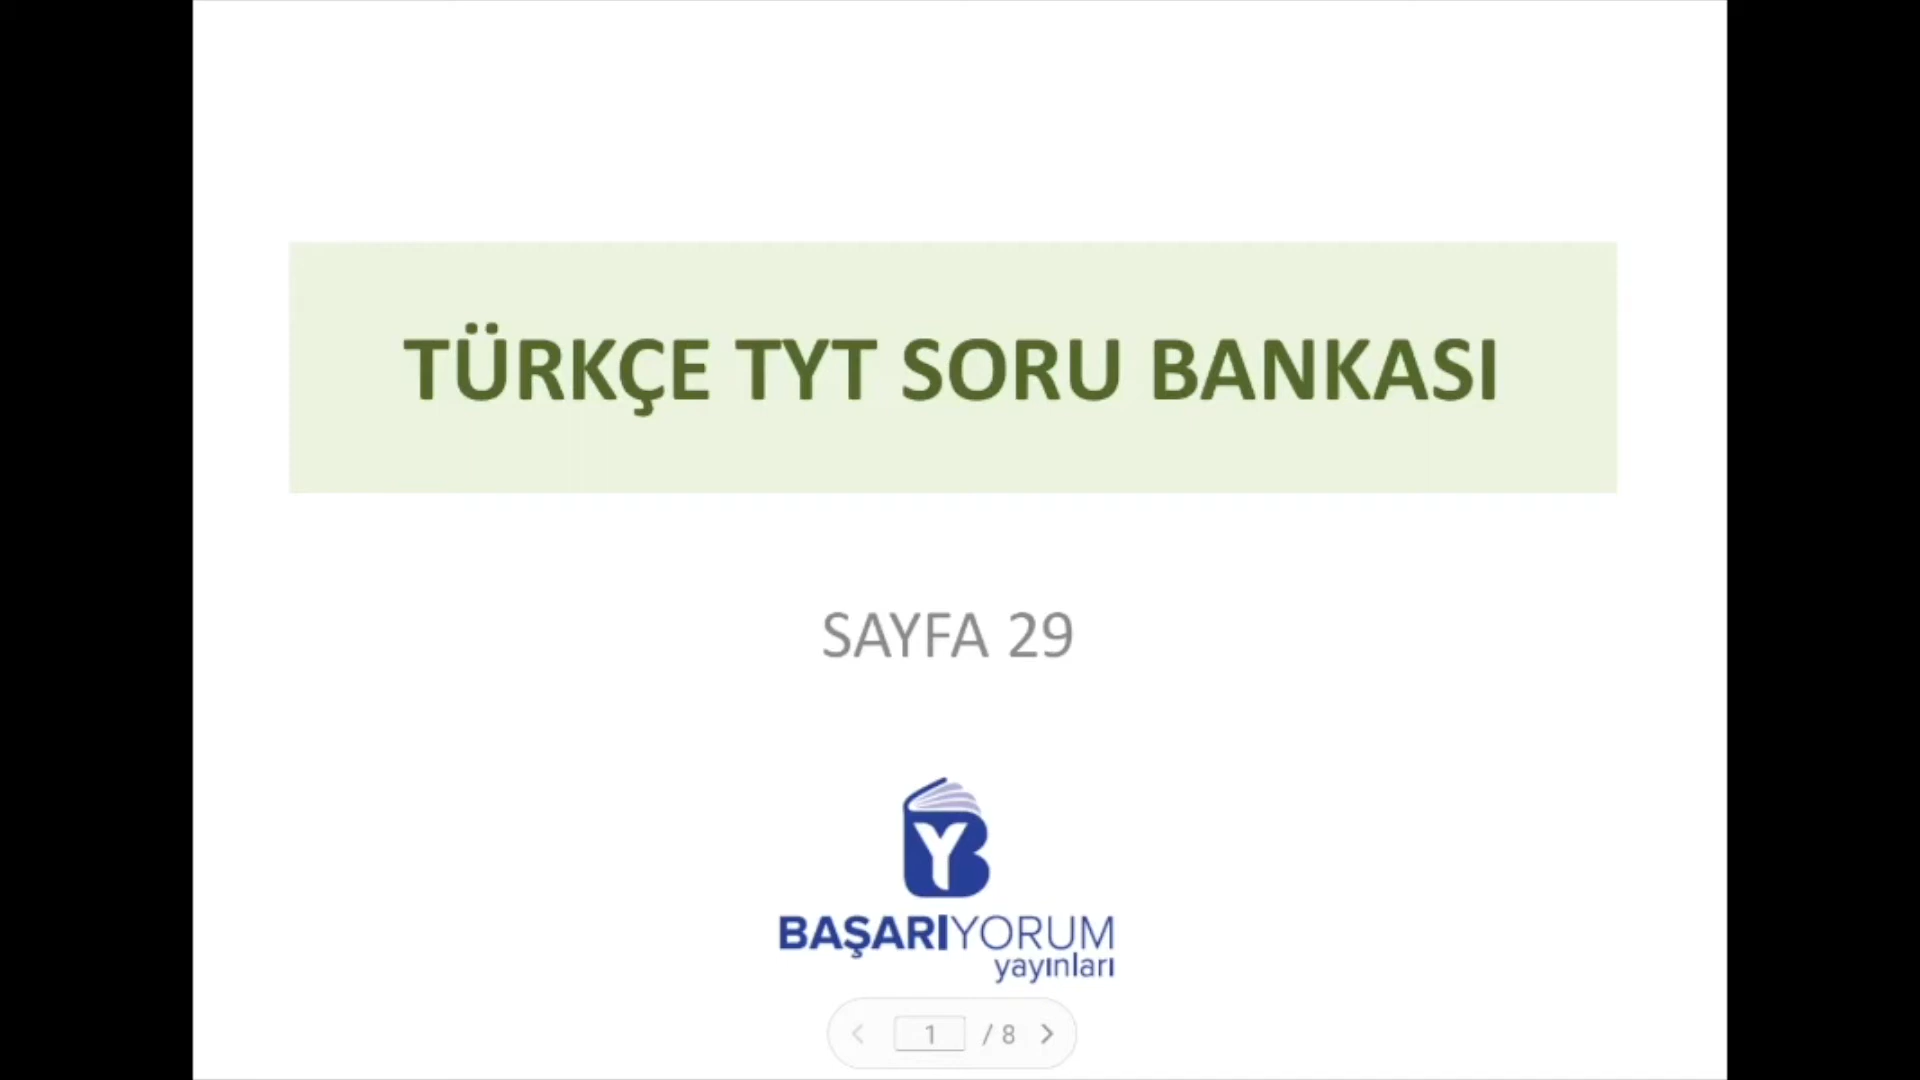 TÜRKÇE TYT SORU BANKASI
SAYFA 29
BAŞARIYORUM
yayınları
1 / 8